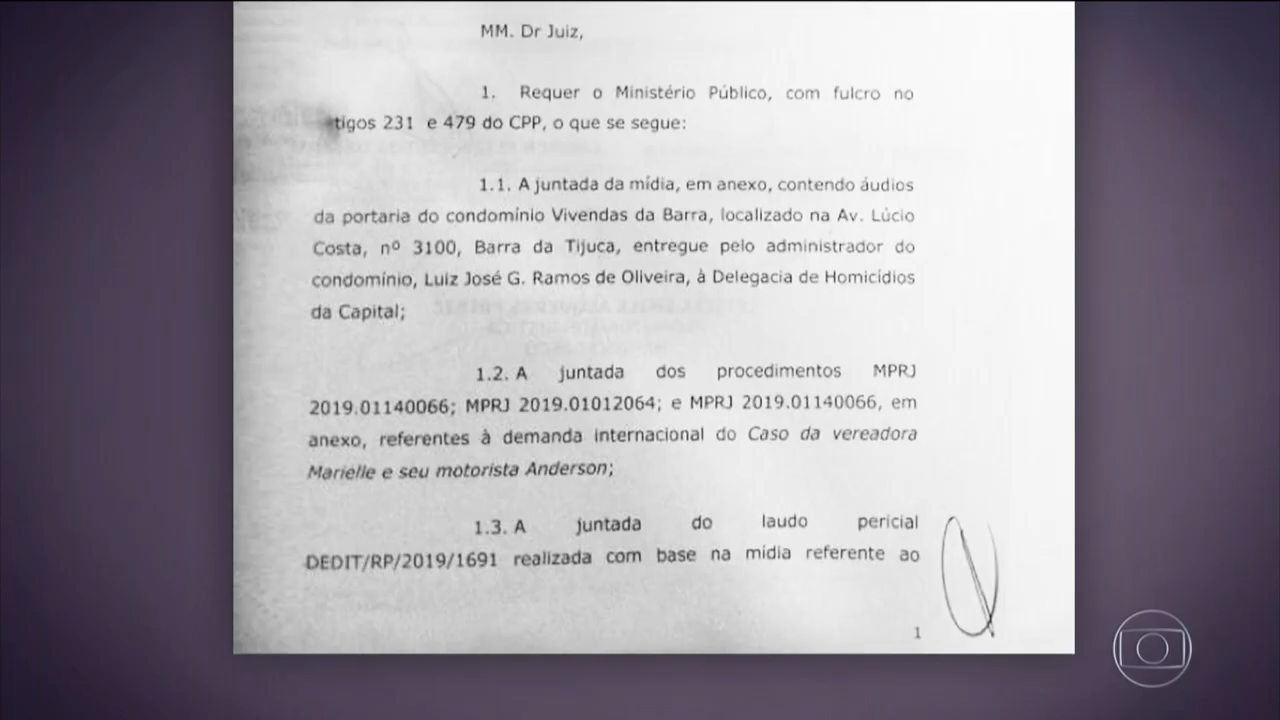 MM. Dr Juiz,
1. Requer o Ministério Público, com fulcro no
tigos 231 e 479 do CPP, o que se segue:
1.1. A juntada da mídia, em anexo, contendo áudios
da portaria do condomínio Vivendas da Barra, localizado na Av. Lúcio
Costa, nº 3100, Barra da Tijuca, entregue pelo administrador do
condomínio, Luiz José G. Ramos de Oliveira, à Delegacia de Homicídios
da Capital;
1.2. A juntada dos procedimentos MPRJ
2019.01140066; MPRJ 2019.01012064; e MPRJ 2019.01140066, em
anexo, referentes à demanda internacional do Caso da vereadora
Marielle e seu motorista Anderson;
1.3. A juntada do laudo pericial
DEDIT/RP/2019/1691 realizada com base na mídia referente ao
1